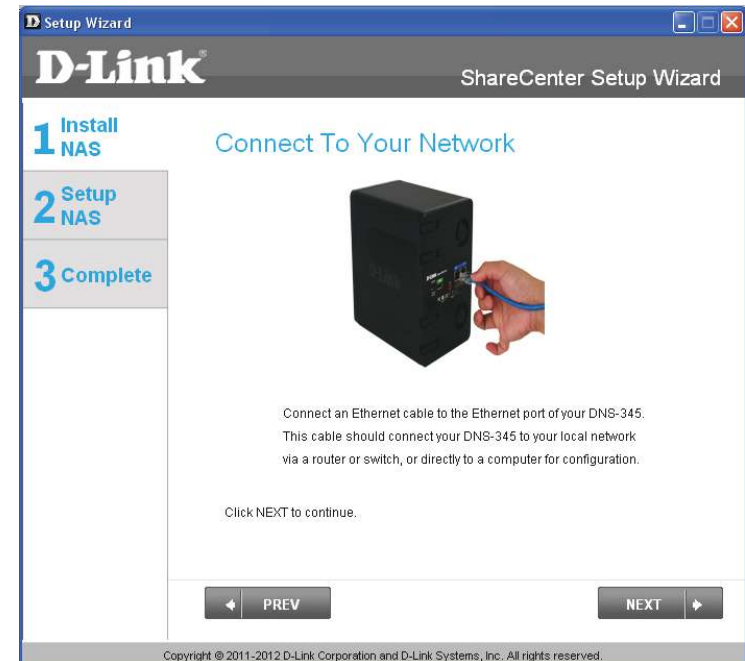 Setup Wizard
D-Link®
ShareCenter Setup Wizard
1 Install
NAS
2 Setup
NAS
3 Complete
Connect To Your Network
Connect an Ethernet cable to the Ethernet port of your DNS-345.
This cable should connect your DNS-345 to your local network
via a router or switch, or directly to a computer for configuration.
Click NEXT to continue.
PREV
NEXT
Copyright © 2011-2012 D-Link Corporation and D-Link Systems, Inc. All rights reserved.